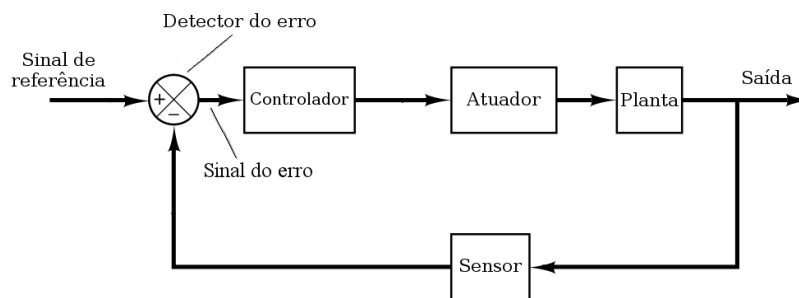 Detector do erro
Sinal de
referência
+
−
Controlador
Atuador
Planta
Saída
Sinal do erro
Sensor